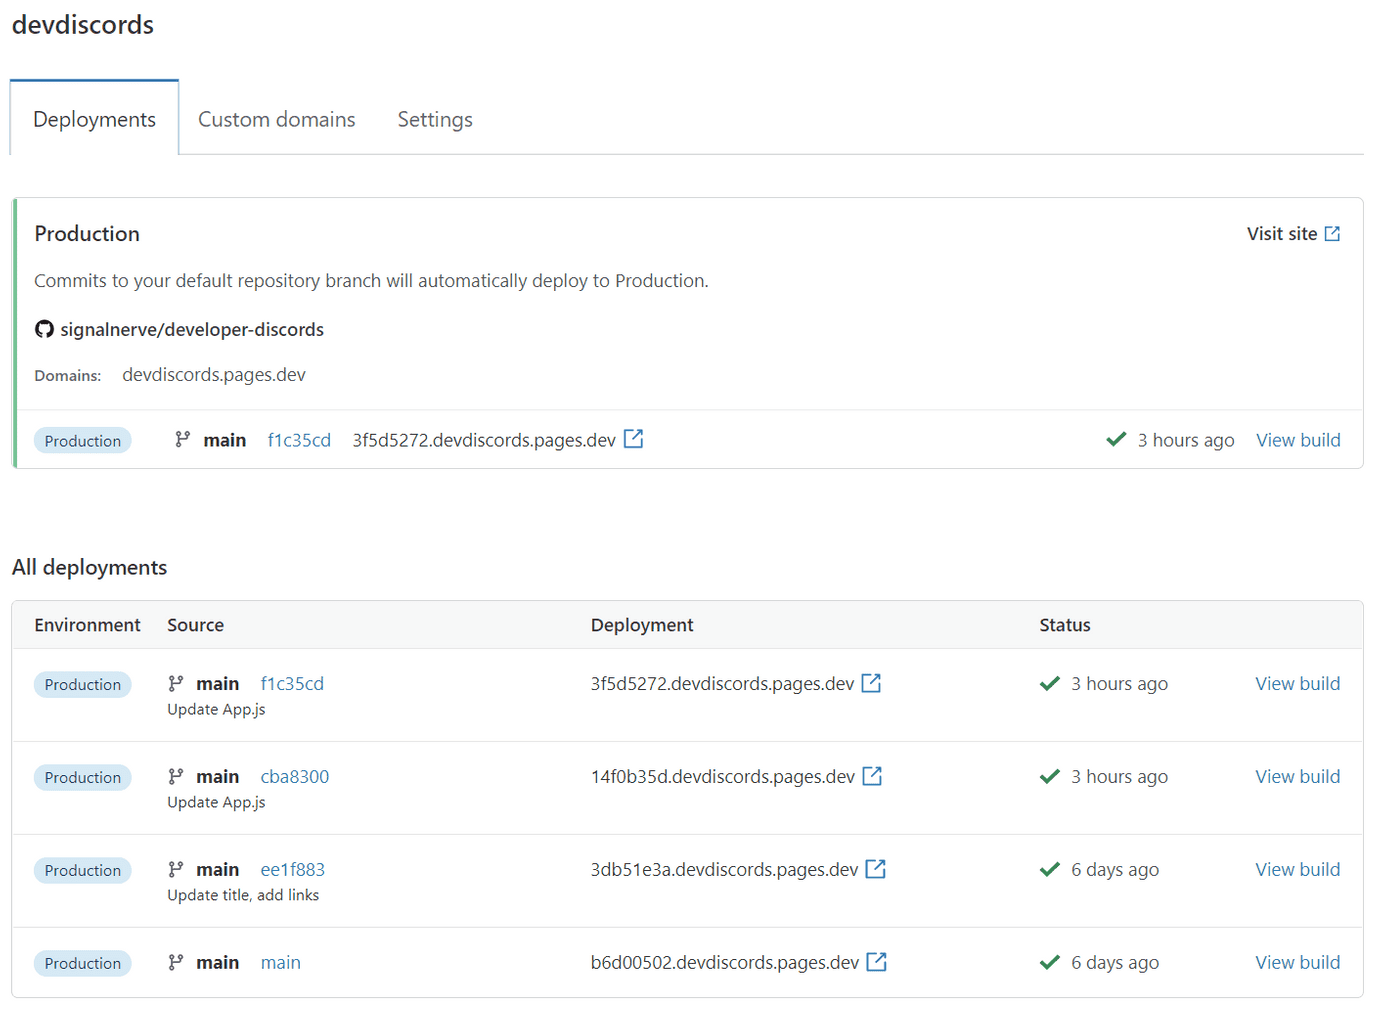 devdiscords
Deployments Custom domains Settings
Production Visit site
Commits to your default repository branch will automatically deploy to Production.
signalnerve/developer-discords
Domains: devdiscords.pages.dev
Production main f1c35cd 3f5d5272.devdiscords.pages.dev 3 hours ago View build
All deployments
Environment Source Deployment Status
Production main f1c35cd 3f5d5272.devdiscords.pages.dev 3 hours ago View build
Update App.js
Production main cba8300 14f0b35d.devdiscords.pages.dev 3 hours ago View build
Update App.js
Production main ee1f883 3db51e3a.devdiscords.pages.dev 6 days ago View build
Update title, add links
Production main main b6d00502.devdiscords.pages.dev 6 days ago View build